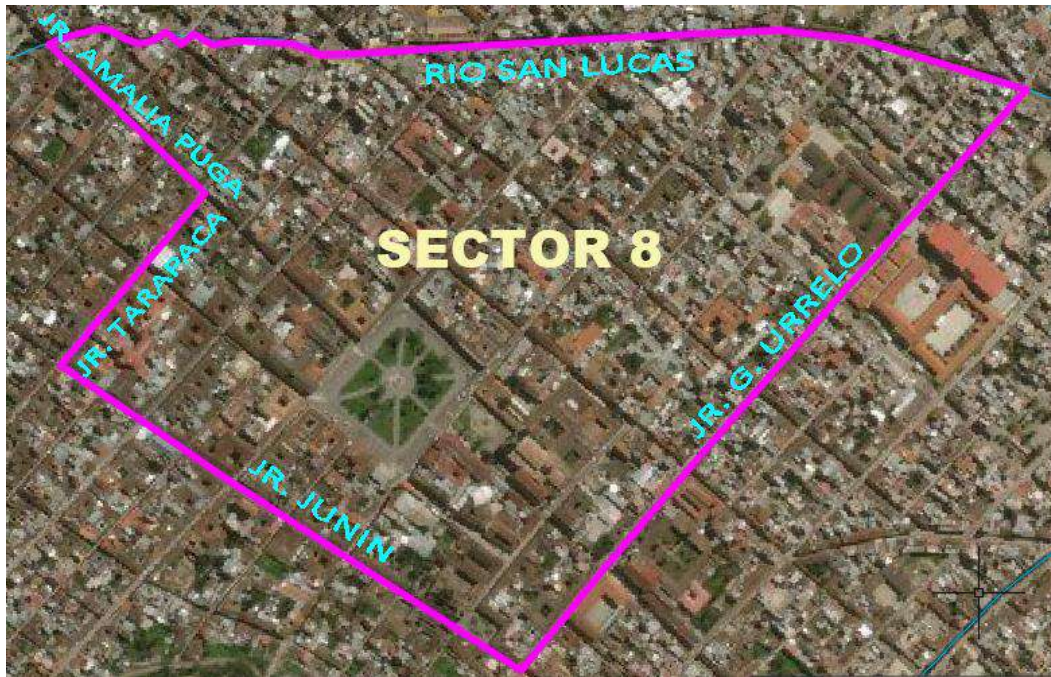 JR. AMALIA PUGA
RIO SAN LUCAS
SECTOR 8
JR. TARAPACA
JR. G. URRELO
JR. JUNIN